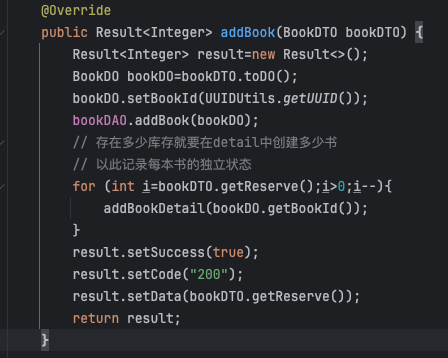 @Override
public Result<Integer> addBook(BookDTO bookDTO) {
Result<Integer> result=new Result<>();
BookDO bookDO=bookDTO.toDO();
bookDO.setBookId(UUIDUtils.getUUID());
bookDAO.addBook(bookDO);
// 存在多少库存就要在detail中创建多少书
// 以此记录每本书的独立状态
for (int i=bookDTO.getReserve();i>0;i--){
addBookDetail(bookDO.getBookId());
}
result.setSuccess(true);
result.setCode("200");
result.setData(bookDTO.getReserve());
return result;
}